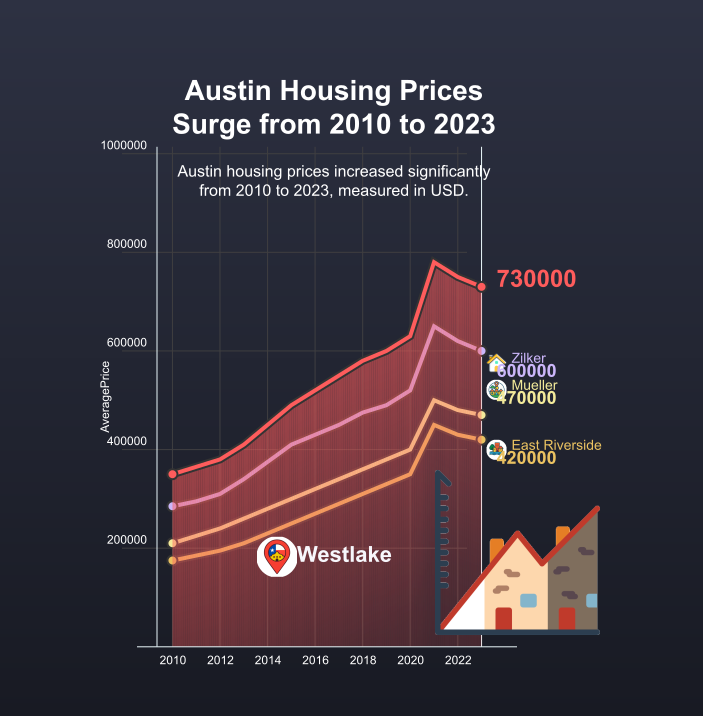 Austin Housing Prices
Surge from 2010 to 2023
Austin housing prices increased significantly
from 2010 to 2023, measured in USD.
1000000
800000
600000
400000
200000
AveragePrice
730000
Zilker
600000
Mueller
470000
East Riverside
420000
Westlake
2010 2012 2014 2016 2018 2020 2022